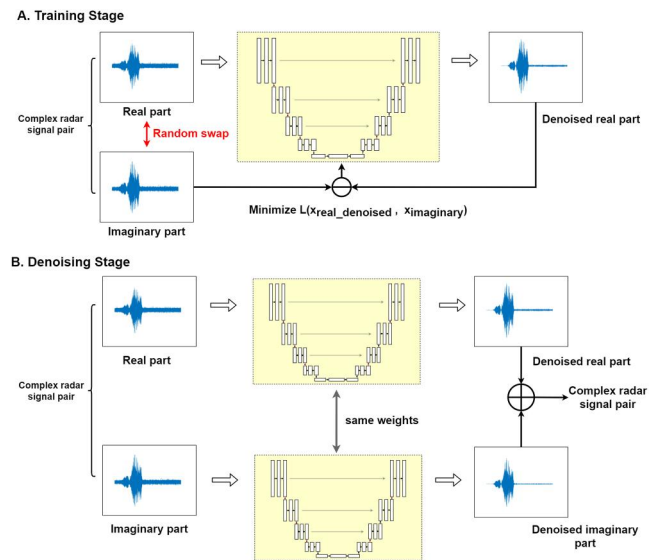 A. Training Stage
Complex radar
signal pair
Real part
Random swap
Imaginary part
Denoised real part
Minimize L(xreal_denoised , ximaginary)
B. Denoising Stage
Real part
Denoised real part
Complex radar
signal pair
Complex radar
signal pair
same weights
Imaginary part
Denoised imaginary
part